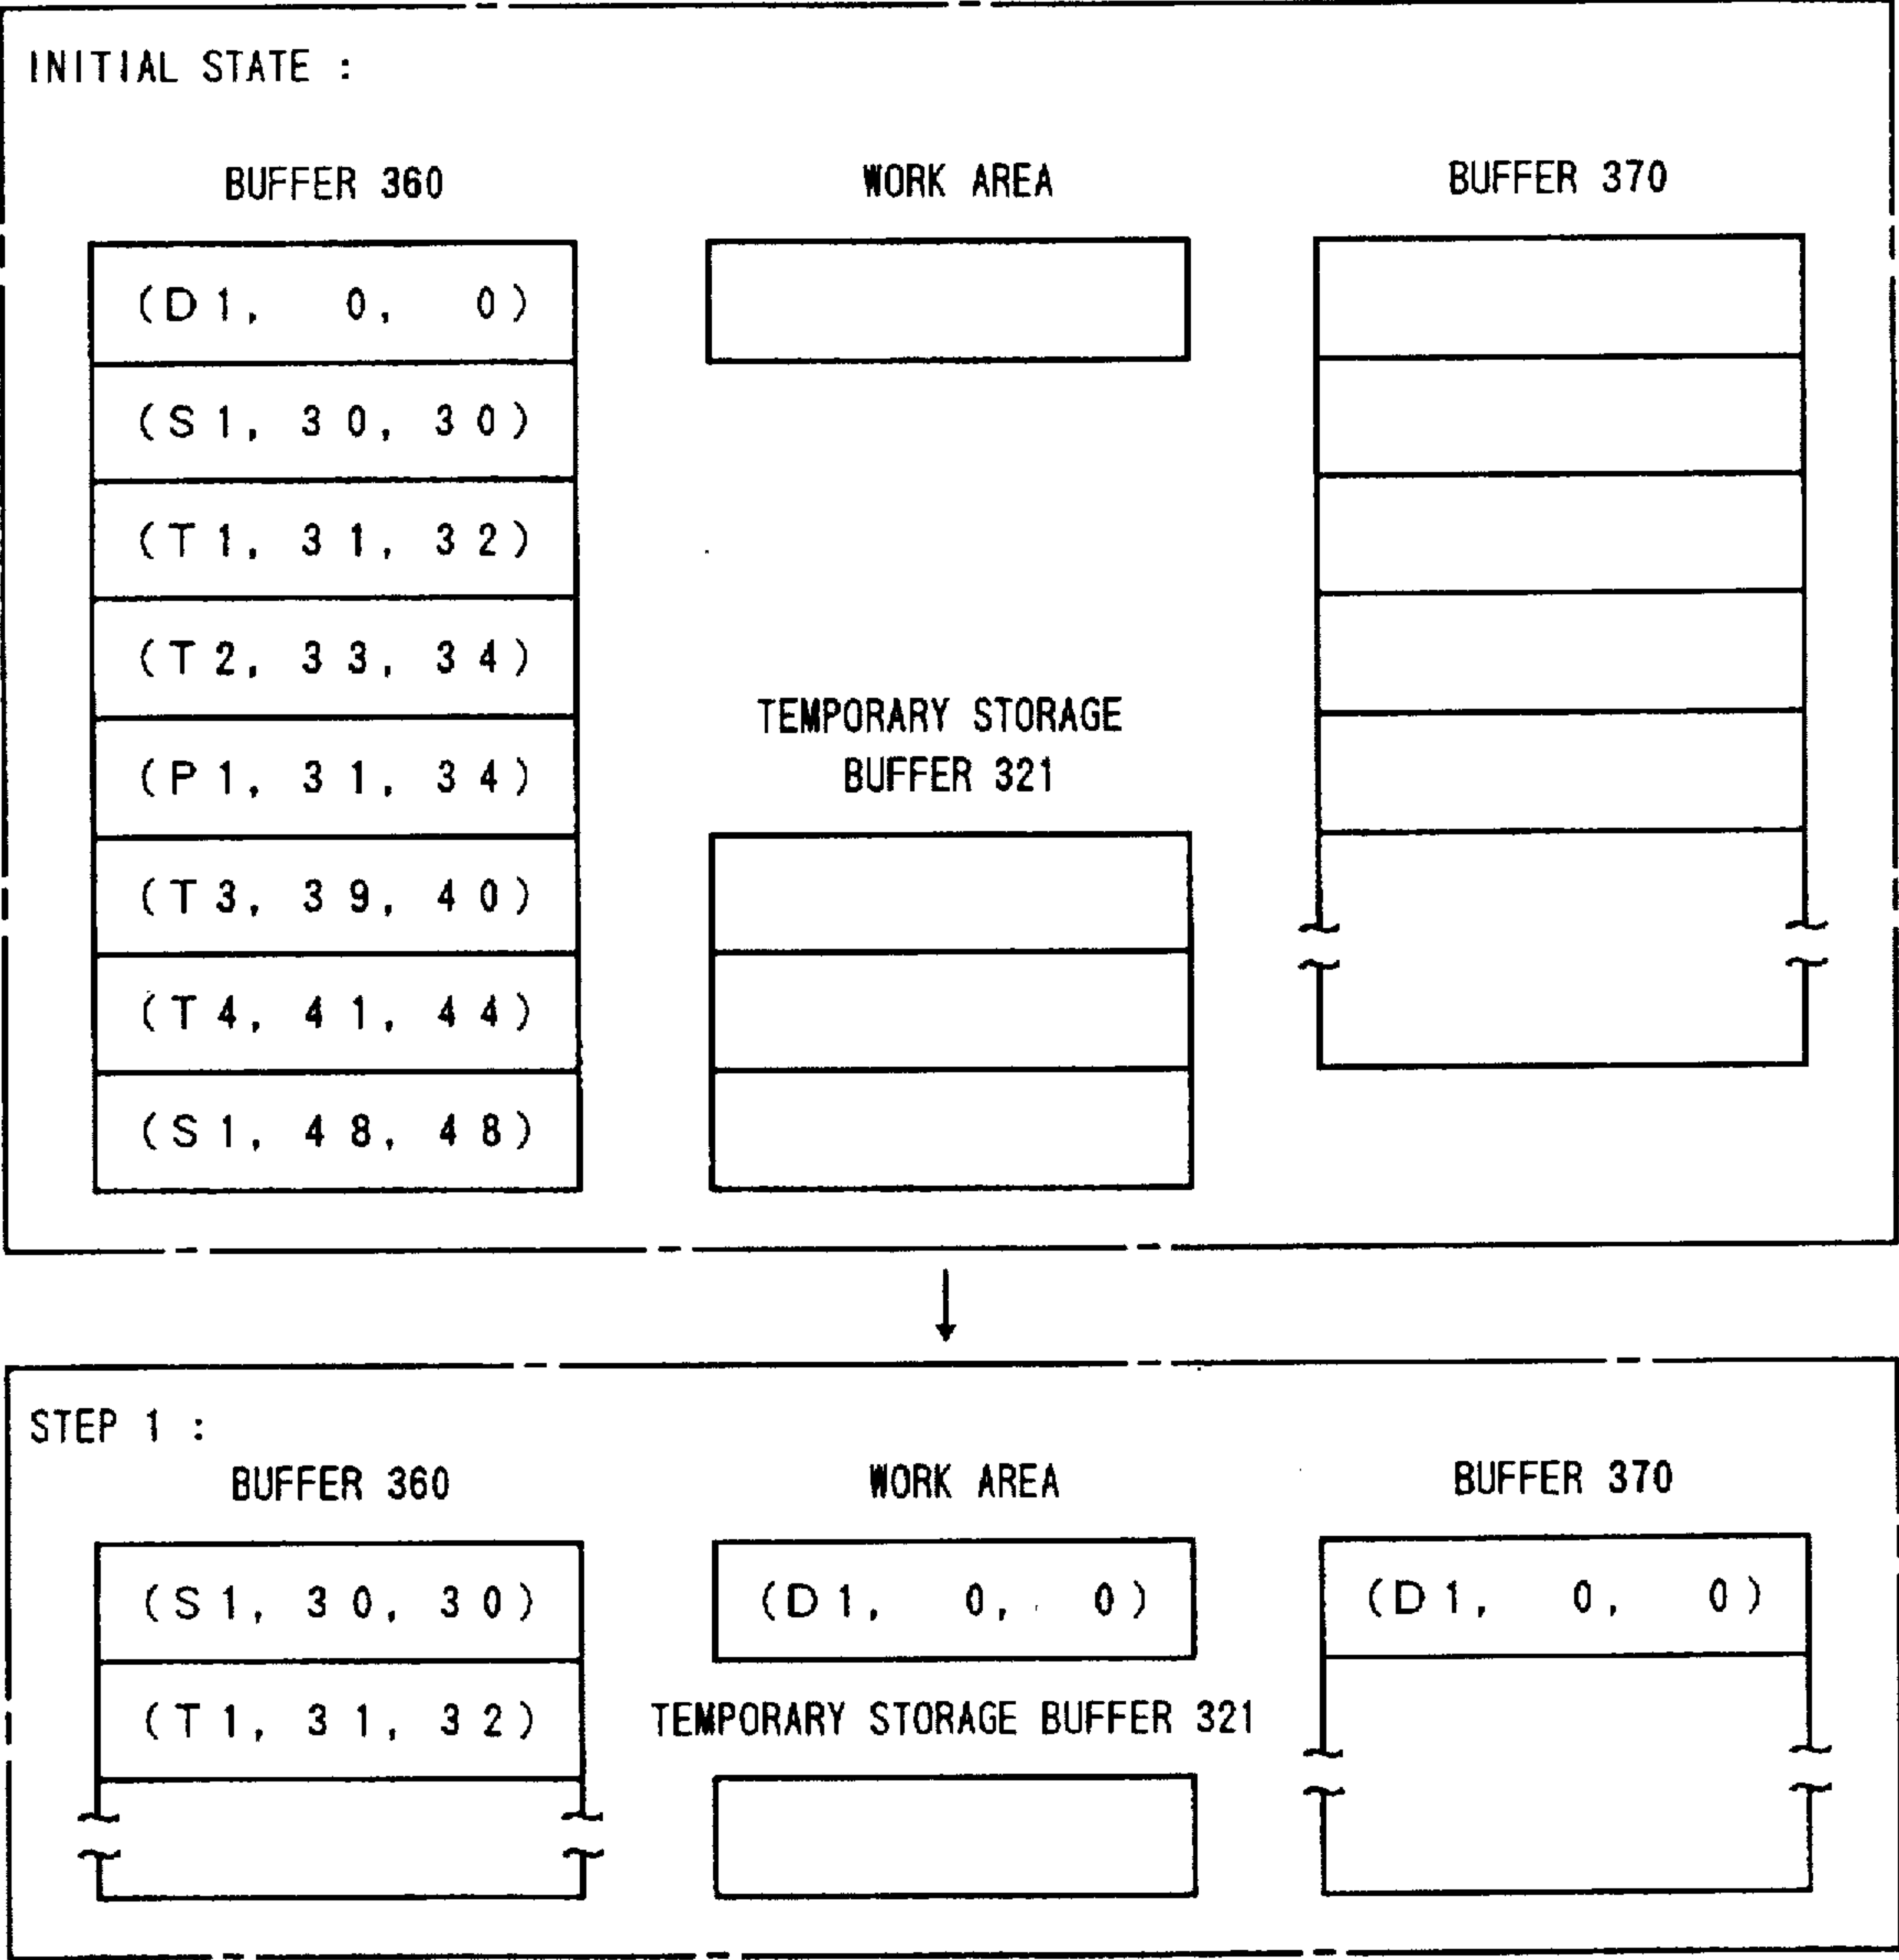 INITIAL STATE :
BUFFER 360
WORK AREA
BUFFER 370
(D1, 0, 0)
(S1, 30, 30)
(T1, 31, 32)
(T2, 33, 34)
(P1, 31, 34)
(T3, 39, 40)
(T4, 41, 44)
(S1, 48, 48)
TEMPORARY STORAGE
BUFFER 321
STEP 1 :
BUFFER 360
WORK AREA
BUFFER 370
(S1, 30, 30)
(T1, 31, 32)
(D1, 0, 0)
TEMPORARY STORAGE BUFFER 321
(D1, 0, 0)